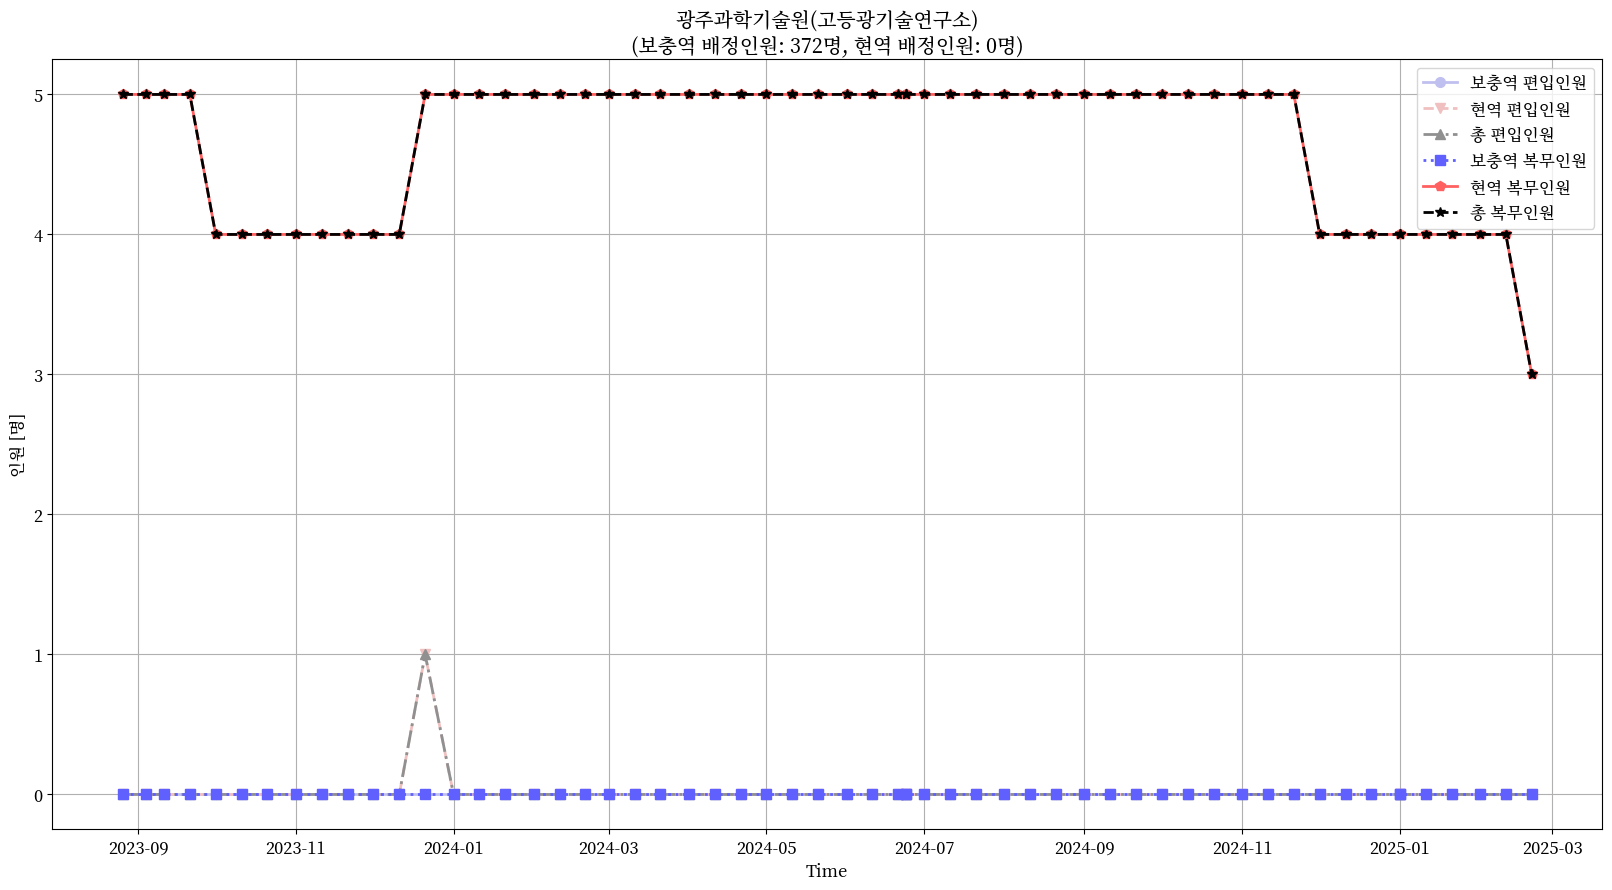 광주과학기술원(고등광기술연구소)
(보충역 배정인원: 372명, 현역 배정인원: 0명)
보충역 편입인원
현역 편입인원
총 편입인원
보충역 복무인원
현역 복무인원
총 복무인원
5
4
3
2
1
0
인원 [명]
2023-09 2023-11 2024-01 2024-03 2024-05 2024-07 2024-09 2024-11 2025-01 2025-03
Time